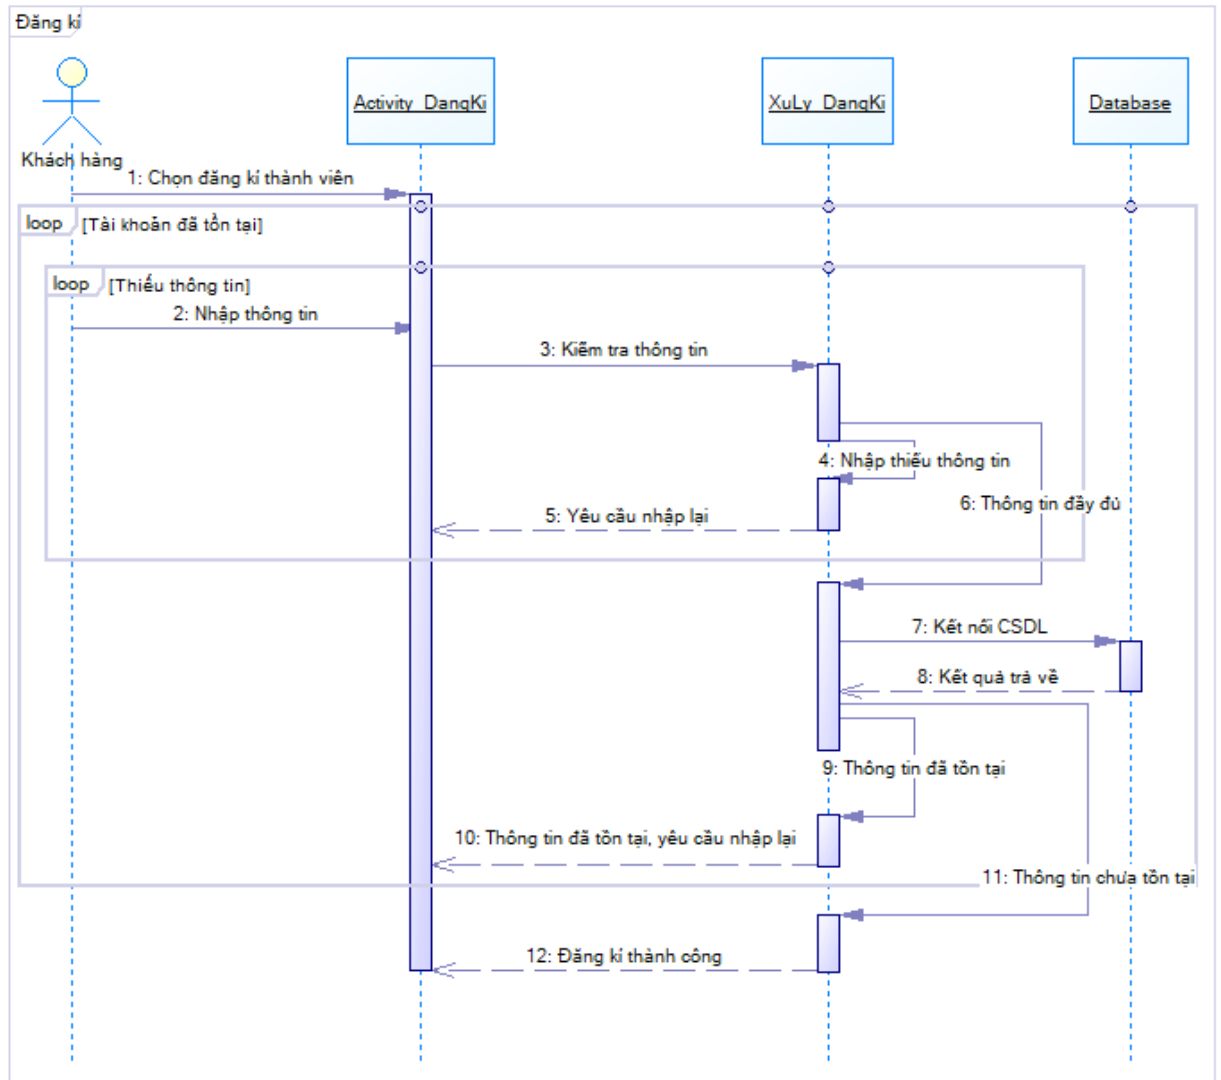 Đăng kí
Activity_DangKi
XuLy_DangKi
Database
Khách hàng
1: Chọn đăng kí thành viên
loop
[Tài khoản đã tồn tại]
loop
[Thiếu thông tin]
2: Nhập thông tin
3: Kiểm tra thông tin
4: Nhập thiếu thông tin
6: Thông tin đầy đủ
5: Yêu cầu nhập lại
7: Kết nối CSDL
8: Kết quả trả về
9: Thông tin đã tồn tại
10: Thông tin đã tồn tại, yêu cầu nhập lại
11: Thông tin chưa tồn tại
12: Đăng kí thành công